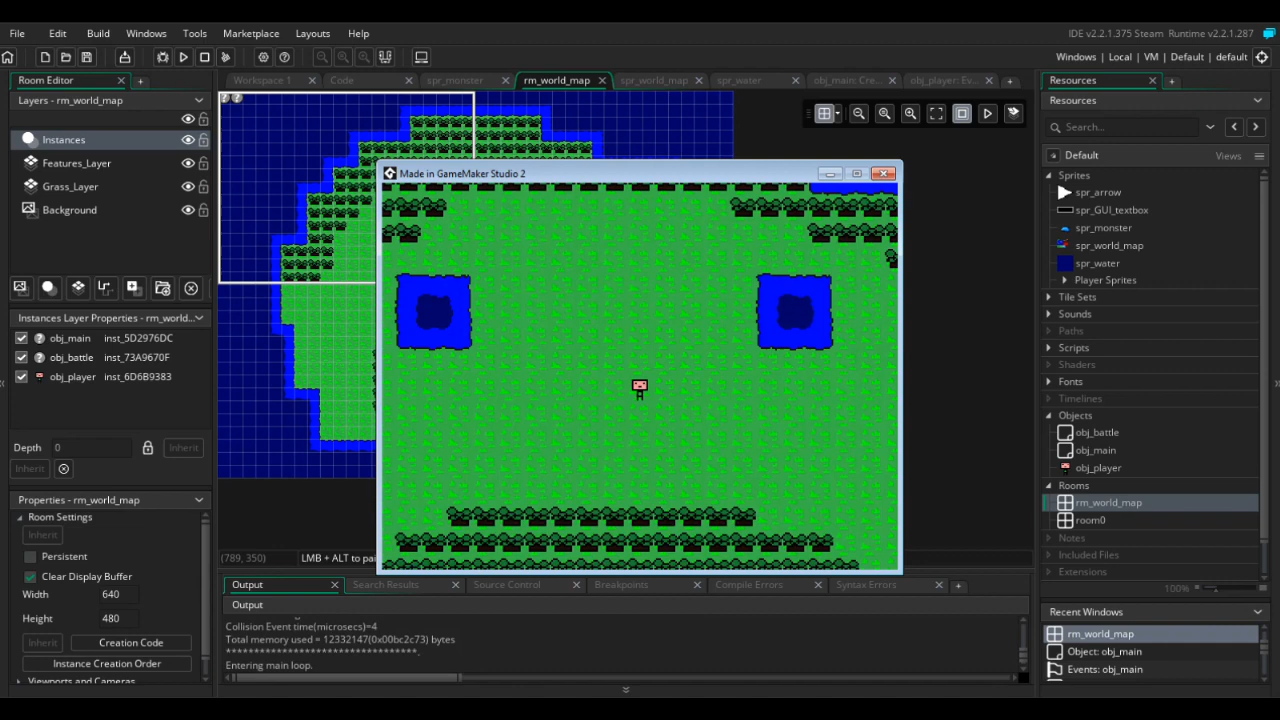 File Edit Build Windows Tools Marketplace Layouts Help
IDE v2.2.1.375 Steam Runtime v2.2.1.287
Windows | Local | VM | Default | default
Room Editor
Workspace 1 Code spr_monster rm_world_map spr_world_map spr_water obj_main: Cre... obj_player: Ev...
Resources
Layers - rm_world_map
Instances
Features_Layer
Grass_Layer
Background
Instances Layer Properties - rm_world...
obj_main inst_5D2976DC
obj_battle inst_73A9670F
obj_player inst_6D6B9383
Depth 0 Inherit
Inherit
Properties - rm_world_map
Room Settings
Inherit
Persistent
Clear Display Buffer
Width 640
Height 480
Inherit Creation Code
Instance Creation Order
Viewports and Cameras
Made in GameMaker Studio 2
(789, 350) LMB + ALT to pai
Output Search Results Source Control Breakpoints Compile Errors Syntax Errors
Output
Collision Event time(microsecs)=4
Total memory used = 12332147(0x00bc2c73) bytes
**********************************.
Entering main loop.
Resources
Search...
Default Views
Sprites
spr_arrow
spr_GUI_textbox
spr_monster
spr_world_map
spr_water
Player Sprites
Tile Sets
Sounds
Paths
Scripts
Shaders
Fonts
Timelines
Objects
obj_battle
obj_main
obj_player
Rooms
rm_world_map
room0
Notes
Included Files
Extensions
100%
Recent Windows
rm_world_map
Object: obj_main
Events: obj_main